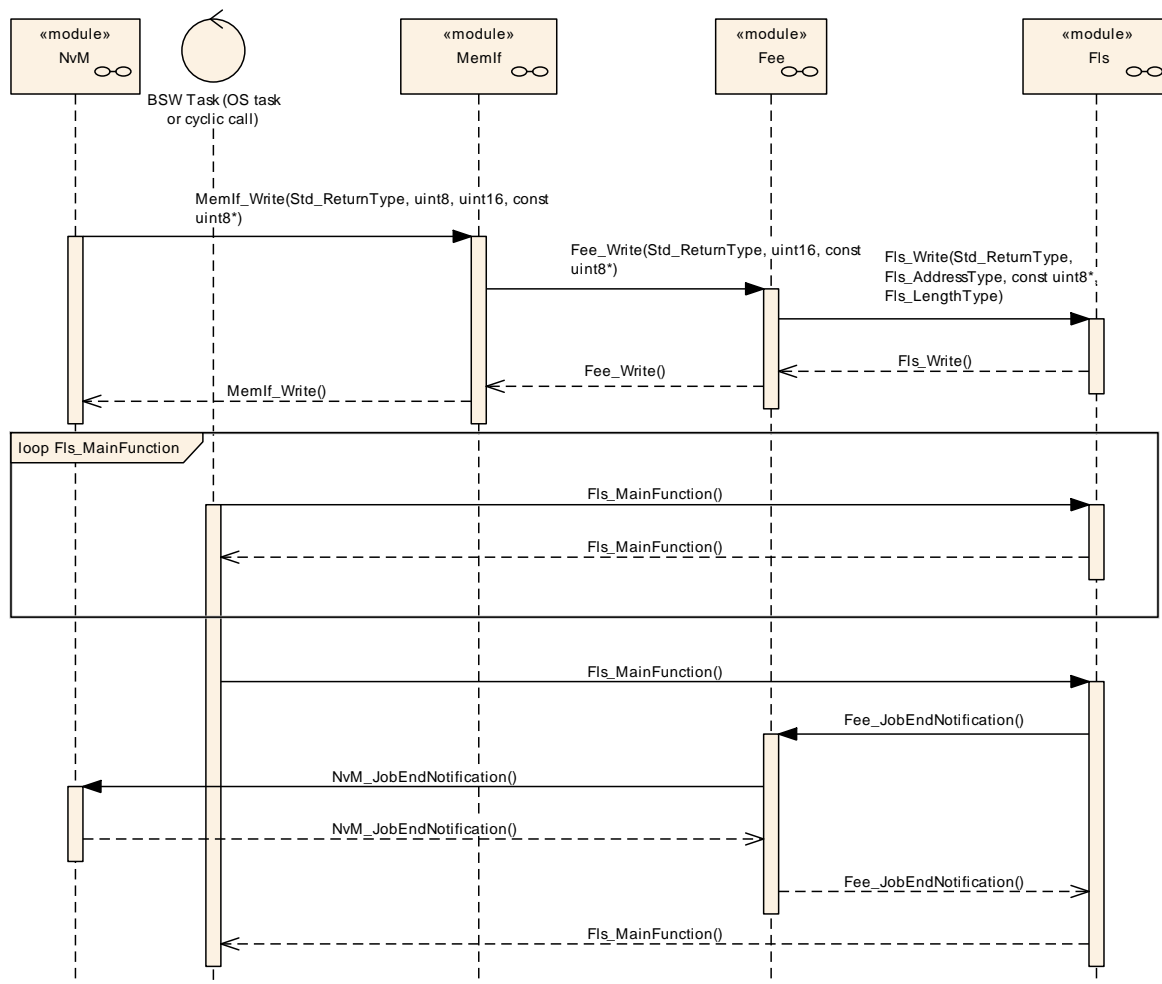 «module»
NvM
BSW Task (OS task
or cyclic call)
«module»
MemIf
«module»
Fee
«module»
Fls
MemIf_Write(Std_ReturnType, uint8, uint16, const
uint8*)
Fee_Write(Std_ReturnType, uint16, const
uint8*)
Fls_Write(Std_ReturnType,
Fls_AddressType, const uint8*,
Fls_LengthType)
Fls_Write()
Fee_Write()
MemIf_Write()
loop Fls_MainFunction
Fls_MainFunction()
Fls_MainFunction()
Fls_MainFunction()
Fee_JobEndNotification()
NvM_JobEndNotification()
NvM_JobEndNotification()
Fee_JobEndNotification()
Fls_MainFunction()